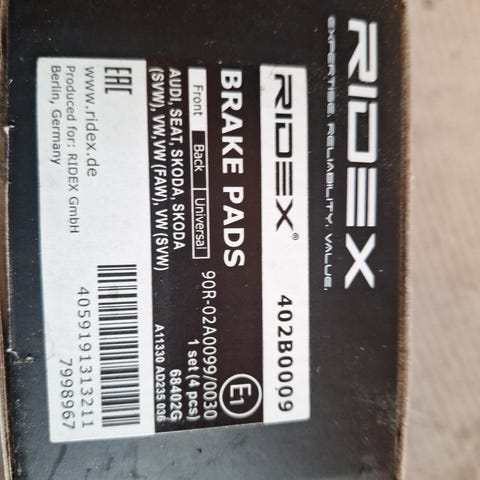 RIDEX
EXPERTISE. RELIABILITY. VALUE.
RIDEX® 402B0009
BRAKE PADS
90R-02A0099/0030
Front Back Universal
1 set (4 pcs)
68402G
AUDI, SEAT, SKODA, SKODA
(SVW), VW,VW (FAW), VW (SVW)
A11330 AD235 036
E1
EAC
www.ridex.de
Produced for: RIDEX GmbH
Berlin, Germany
4059191313211
7998967